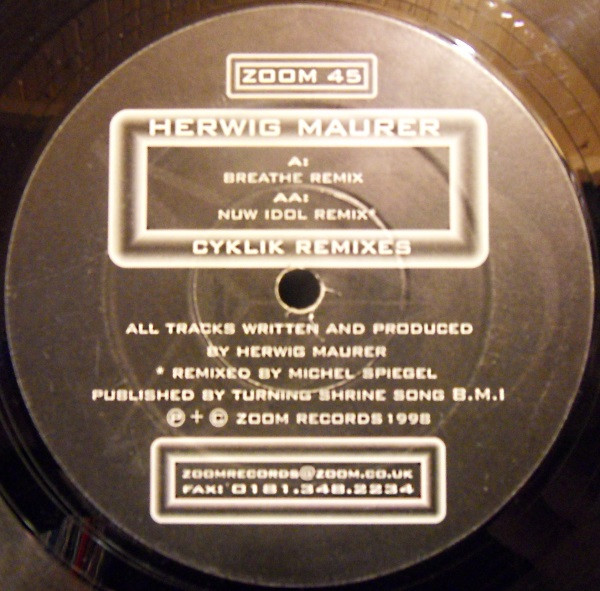 ZOOM 45
HERWIG MAURER
A:
BREATHE REMIX
AA:
NUW IDOL REMIX*
CYKLIK REMIXES
ALL TRACKS WRITTEN AND PRODUCED
BY HERWIG MAURER
* REMIXED BY MICHEL SPIEGEL
PUBLISHED BY TURNING SHRINE SONG B.M.I
℗ + © ZOOM RECORDS 1998
ZOOMRECORDS@ZOOM.CO.UK
FAX: 0181.348.2234